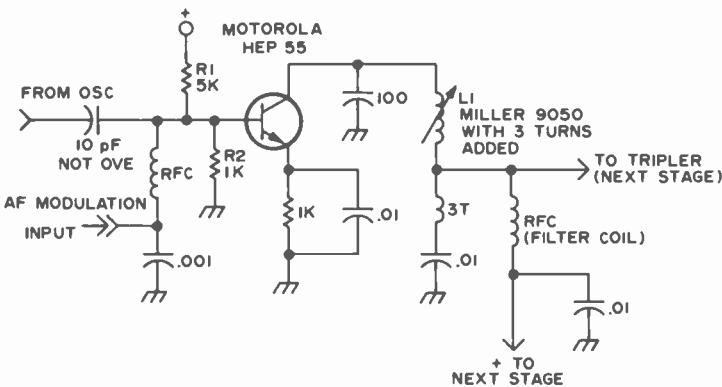 +
MOTOROLA
HEP 55
R1
5K
FROM OSC
10 pF
NOT OVE
RFC
R2
1K
AF MODULATION
INPUT
.001
1K
.01
100
L1
MILLER 9050
WITH 3 TURNS
ADDED
TO TRIPLER
(NEXT STAGE)
3T
.01
RFC
(FILTER COIL)
.01
+ TO
NEXT STAGE